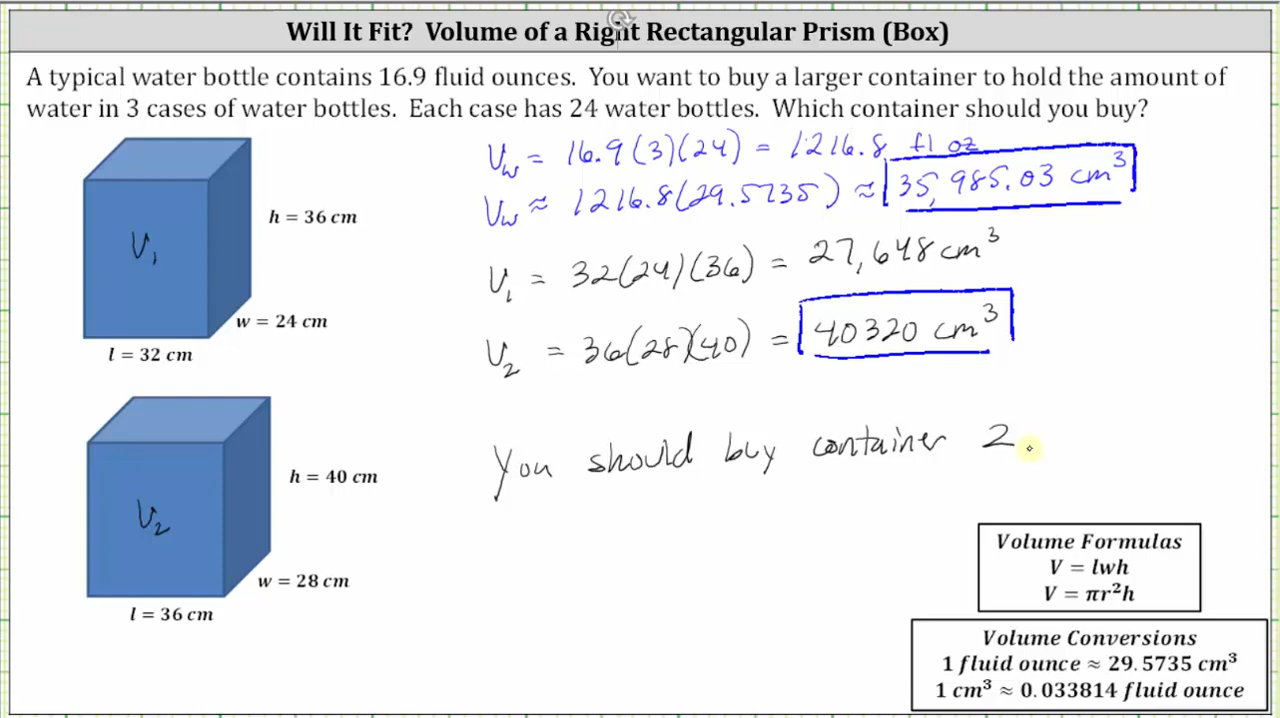 Will It Fit? Volume of a Right Rectangular Prism (Box)
A typical water bottle contains 16.9 fluid ounces. You want to buy a larger container to hold the amount of
water in 3 cases of water bottles. Each case has 24 water bottles. Which container should you buy?
V_w = 16.9(3)(24) = 1216.8 fl oz
V_w ≈ 1216.8(29.5735) ≈ 35,985.03 cm³
V₁
h = 36 cm
w = 24 cm
l = 32 cm
V₁ = 32(24)(36) = 27,648 cm³
V₂ = 36(28)(40) = 40320 cm³
You should buy container 2.
V₂
h = 40 cm
w = 28 cm
l = 36 cm
Volume Formulas
V = lwh
V = πr²h
Volume Conversions
1 fluid ounce ≈ 29.5735 cm³
1 cm³ ≈ 0.033814 fluid ounce